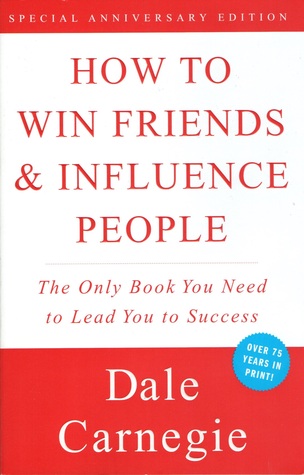 SPECIAL ANNIVERSARY EDITION
HOW TO
WIN FRIENDS
& INFLUENCE
PEOPLE
The Only Book You Need
to Lead You to Success
OVER 75
YEARS IN
PRINT!
Dale
Carnegie